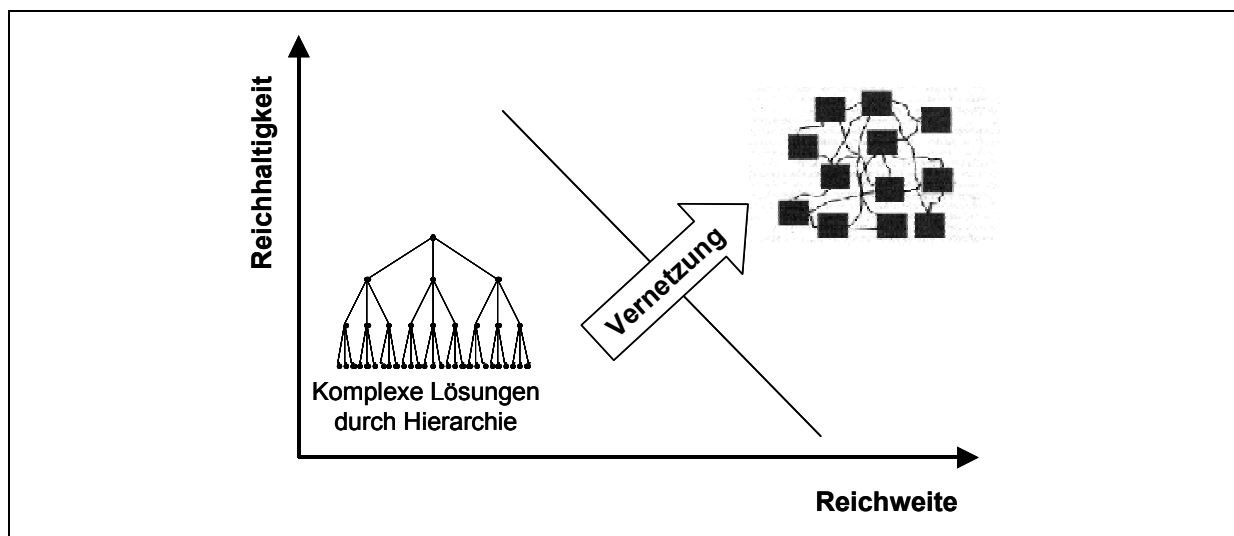 Reichhaltigkeit
Vernetzung
Komplexe Lösungen
durch Hierarchie
Reichweite